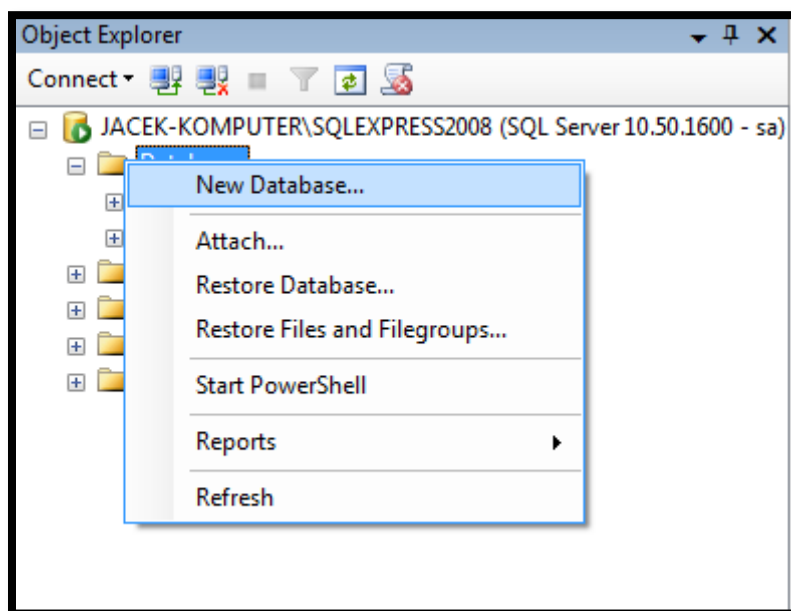 Object Explorer
Connect
JACEK-KOMPUTER\SQLEXPRESS2008 (SQL Server 10.50.1600 - sa)
New Database...
Attach...
Restore Database...
Restore Files and Filegroups...
Start PowerShell
Reports
Refresh